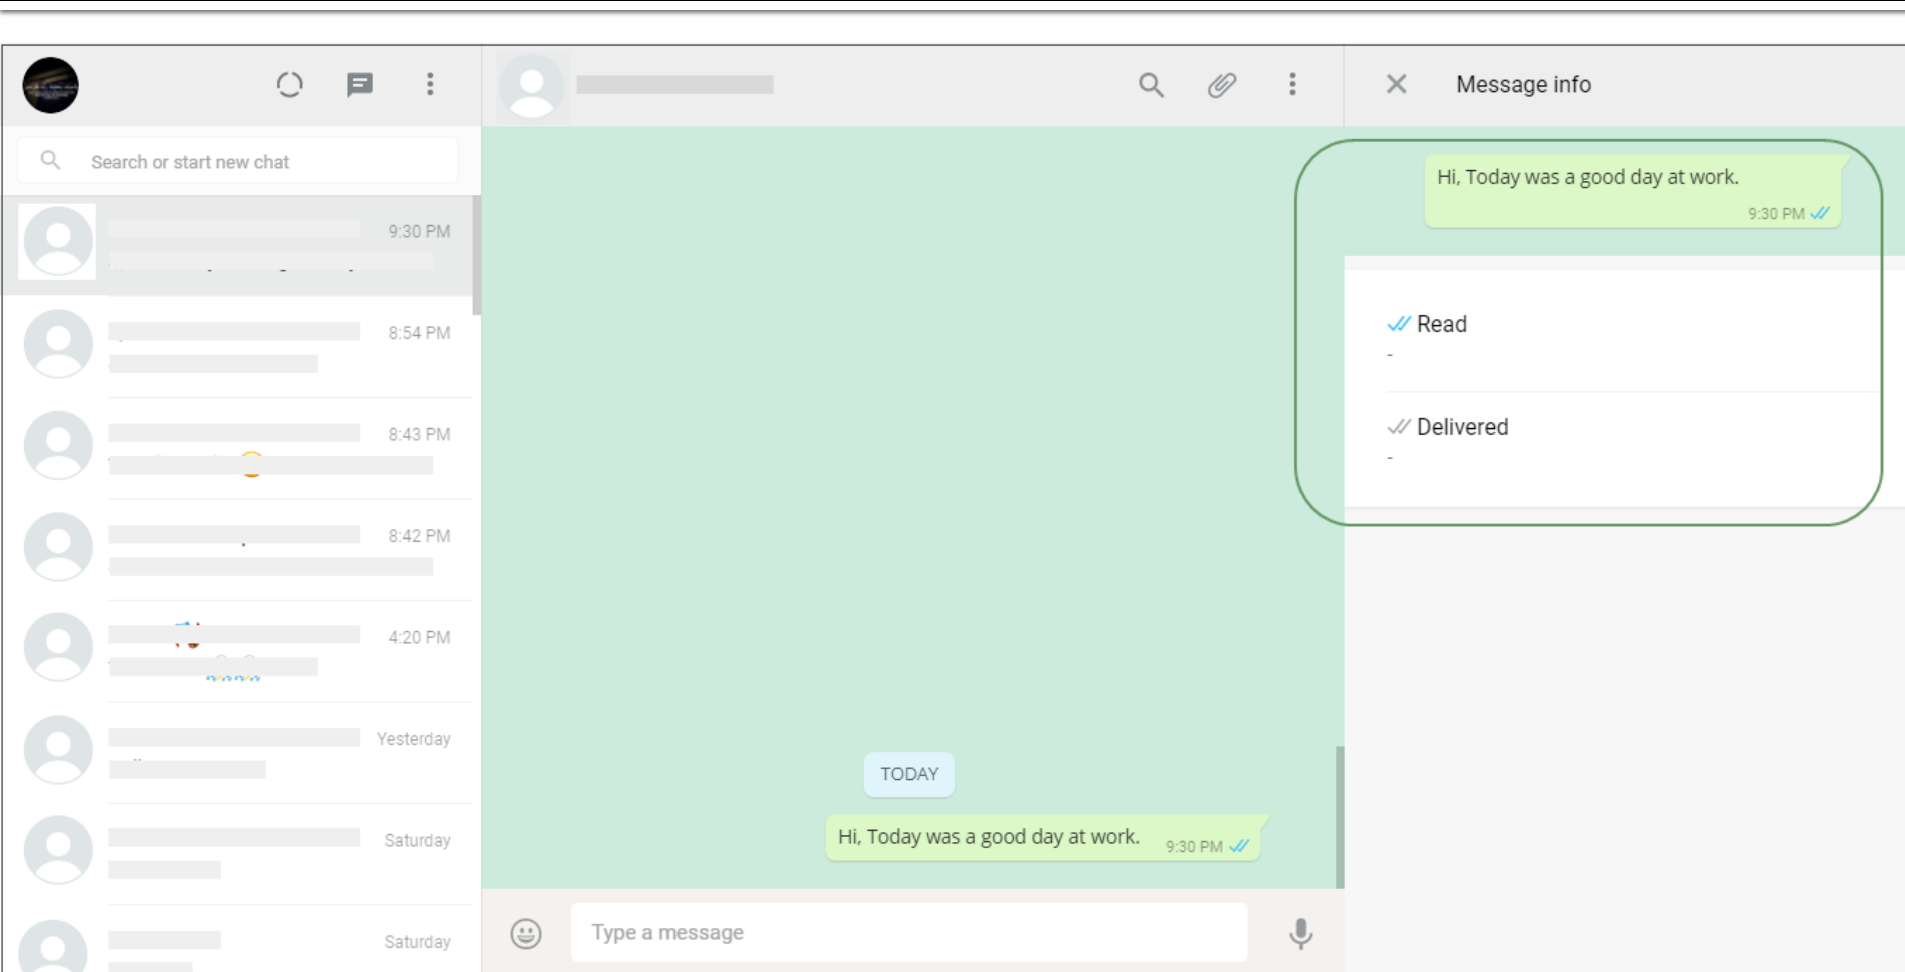 Search or start new chat
9:30 PM
8:54 PM
8:43 PM
8:42 PM
4:20 PM
Yesterday
Saturday
Saturday
TODAY
Hi, Today was a good day at work.
9:30 PM
Type a message
Message info
Hi, Today was a good day at work.
9:30 PM
Read
-
Delivered
-